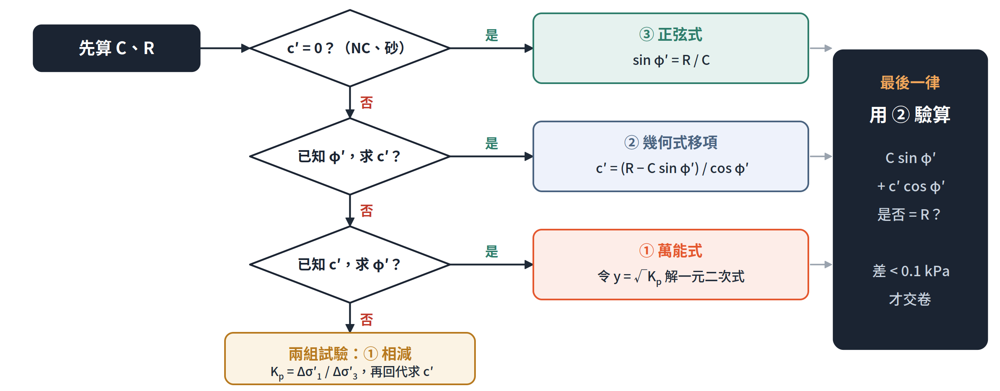 先算 C、R
c′ = 0？（NC、砂）
是
③ 正弦式
sin ϕ′ = R / C
否
已知 ϕ′，求 c′？
是
② 幾何式移項
c′ = (R − C sin ϕ′) / cos ϕ′
否
已知 c′，求 ϕ′？
是
① 萬能式
令 y = √Kp 解一元二次式
否
兩組試驗：① 相減
Kp = Δσ′1 / Δσ′3，再回代求 c′
最後一律
用 ② 驗算
C sin ϕ′
+ c′ cos ϕ′
是否 = R？
差 < 0.1 kPa
才交卷